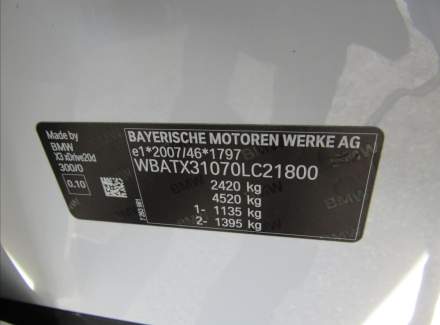 Manufactured by
BMW
X3 xDrive20d
300/0
0.10
BAYERISCHE MOTOREN WERKE AG
e1*2007/46*1797
WBATX31070LC21800
2420 kg
4520 kg
1- 1135 kg
2- 1395 kg